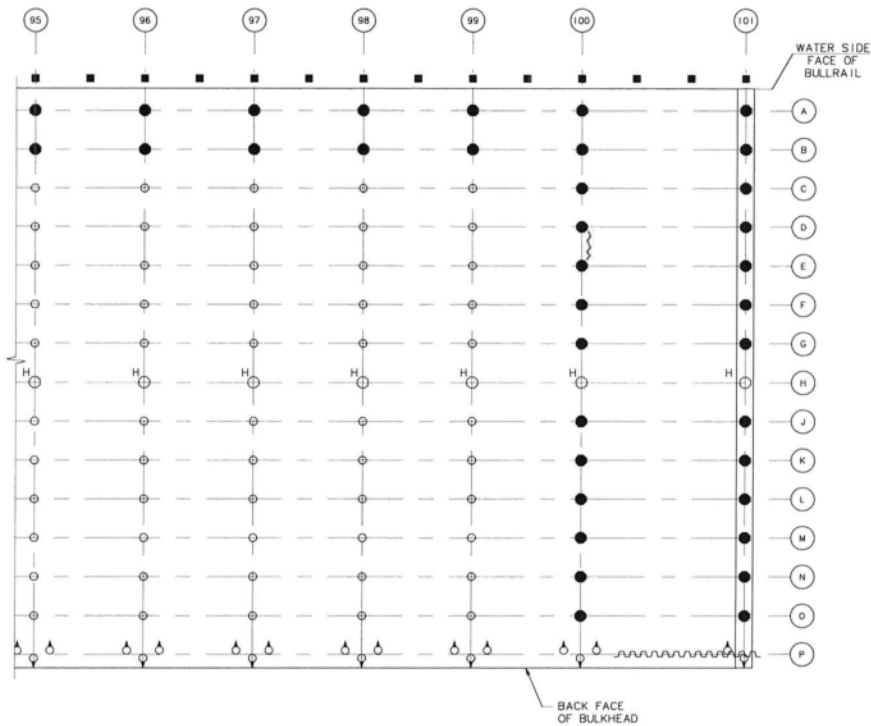 95 96 97 98 99 100 101
WATER SIDE
FACE OF
BULLRAIL
A
B
C
D
E
F
G
H H H H H H H H
J
K
L
M
N
O
P
BACK FACE
OF BULKHEAD